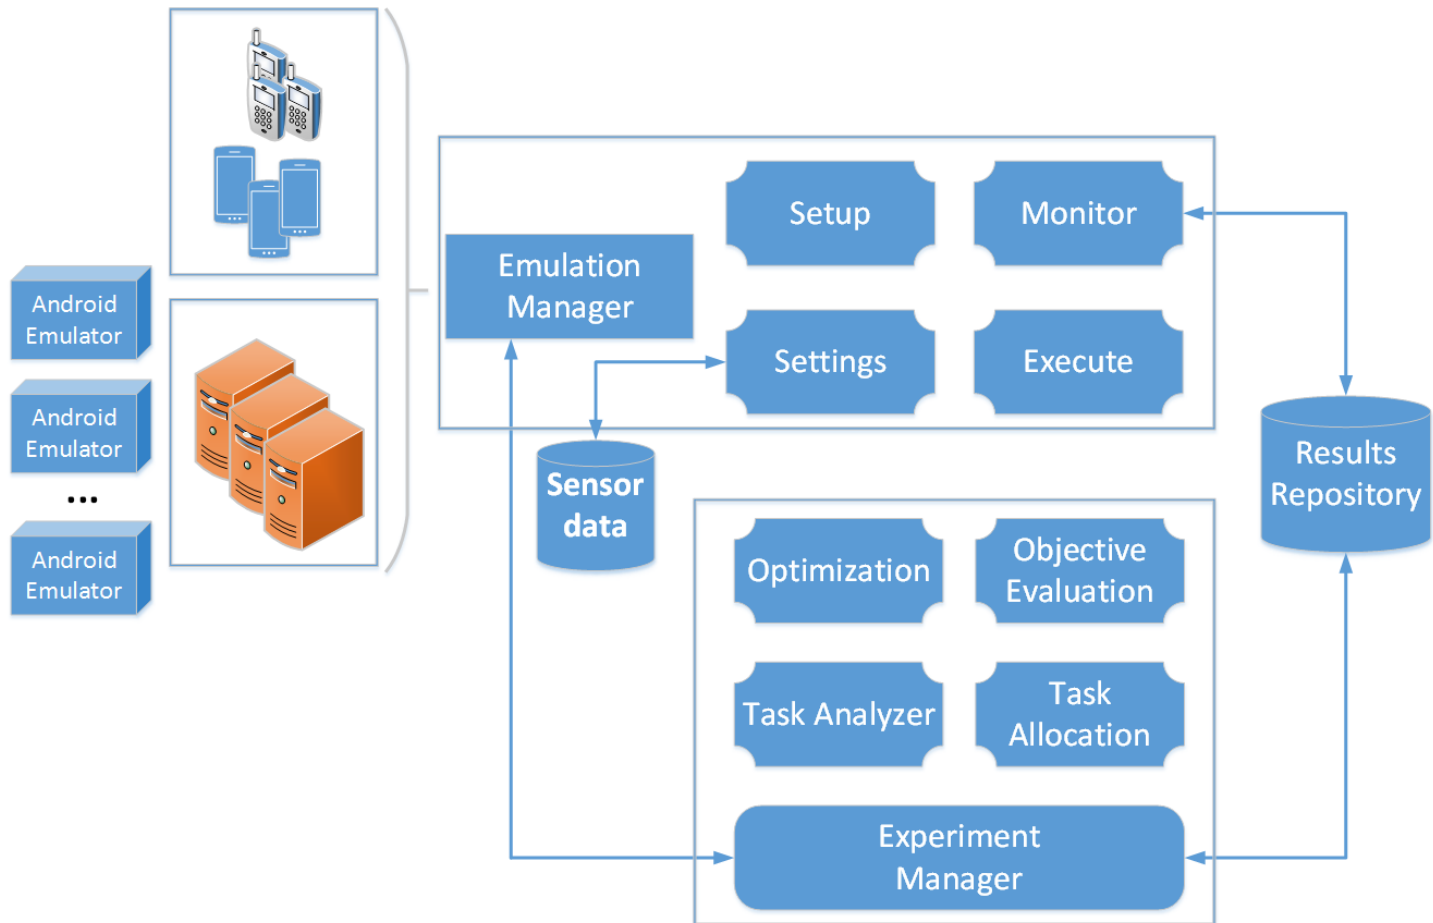 Setup
Monitor
Emulation
Manager
Android
Emulator
Settings
Execute
Android
Emulator
...
Sensor
data
Results
Repository
Android
Emulator
Optimization
Objective
Evaluation
Task Analyzer
Task
Allocation
Experiment
Manager